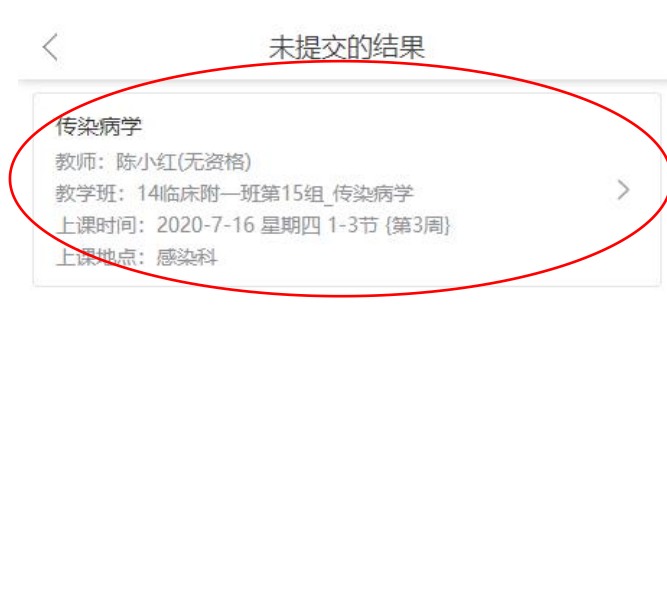 未提交的结果
传染病学
教师：陈小红(无资格)
教学班：14临床附一班第15组_传染病学
上课时间：2020-7-16 星期四 1-3节 {第3周}
上课地点：感染科